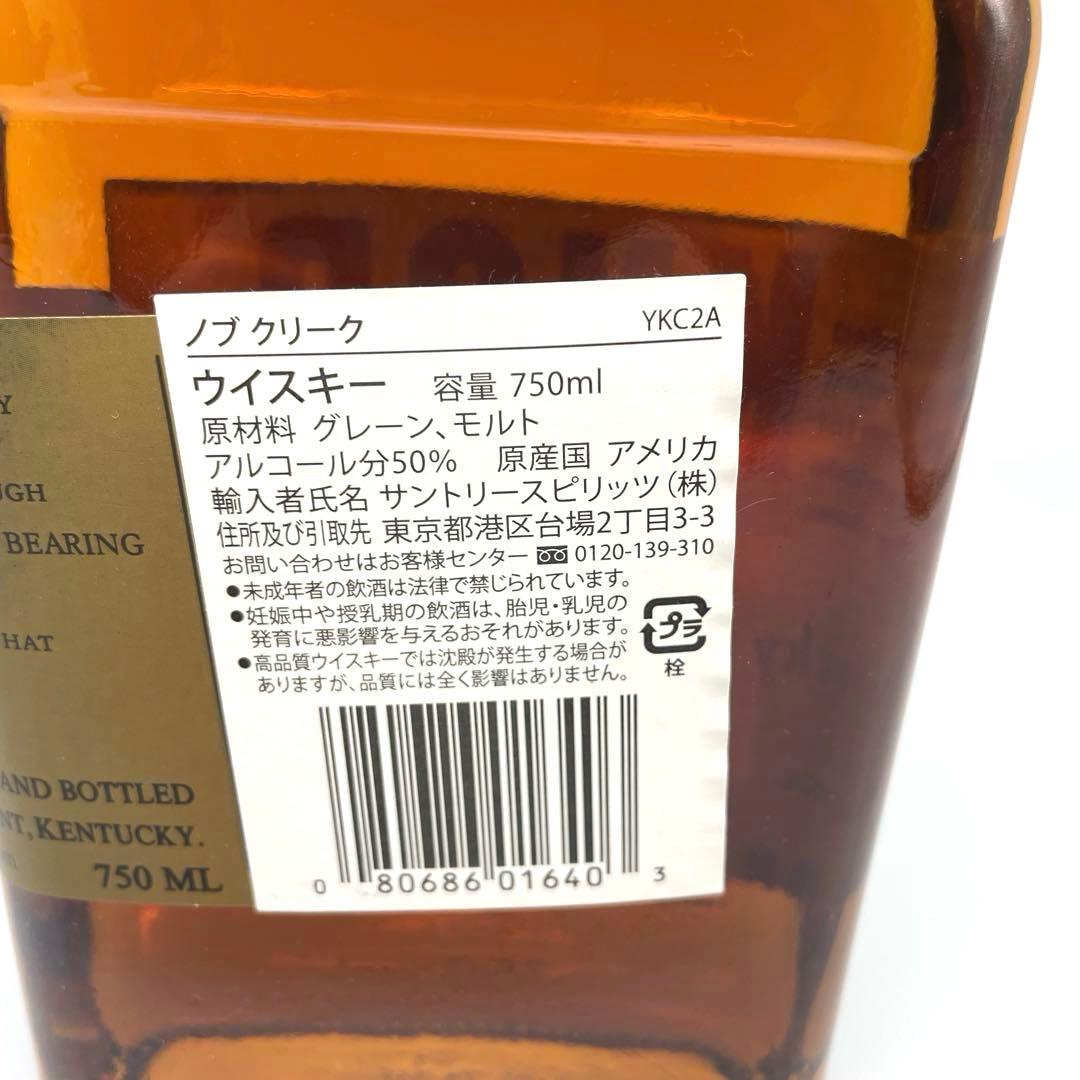 ノブ クリーク YKC2A
ウイスキー 容量 750ml
原材料 グレーン、モルト
アルコール分50% 原産国 アメリカ
輸入者氏名 サントリースピリッツ(株)
住所及び引取先 東京都港区台場2丁目3-3
お問い合わせはお客様センター 0120-139-310
●未成年者の飲酒は法律で禁じられています。
●妊娠中や授乳期の飲酒は、胎児・乳児の
発育に悪影響を与えるおそれがあります。
●高品質ウイスキーでは沈殿が発生する場合が
ありますが、品質には全く影響はありません。
プラ
栓
0 80686 01640 3
BEARING
HAT
AND BOTTLED
KENTUCKY.
750 ML